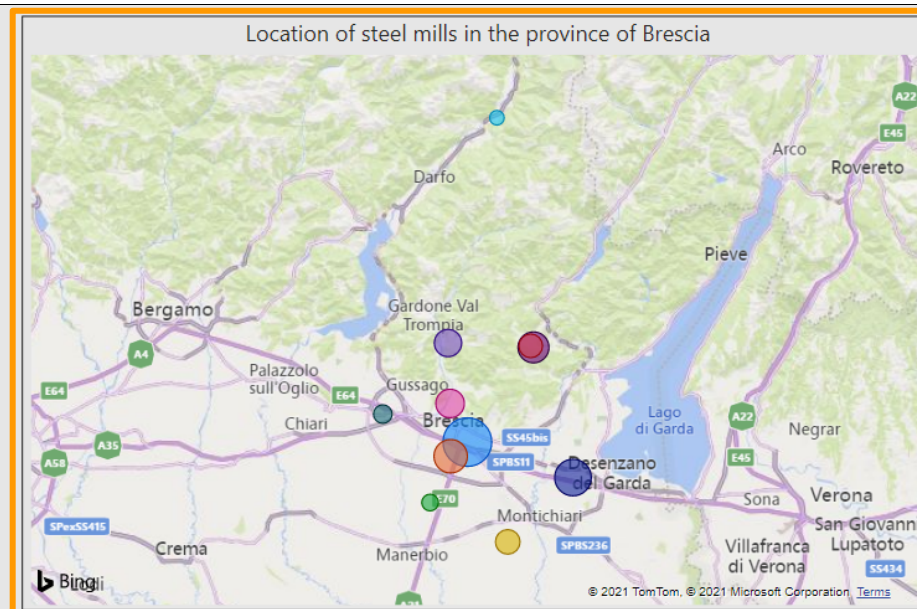 Location of steel mills in the province of Brescia
A22
E45
Arco
Rovereto
Darfo
Pieve
Bergamo
Gardone Val
Trompia
A4
Palazzolo
sull'Oglio
E64
E64
Gussago
Chiari
Brescia
Lago
di Garda
A22
Negrar
A35
A58
SS45bis
SPBS11
Desenzano
del Garda
E45
Sona
Verona
E70
Montichiari
San Giovann
Lupatoto
SPexSS415
Crema
Manerbio
SPBS236
Villafranca
di Verona
SS434
Bing
© 2021 TomTom, © 2021 Microsoft Corporation Terms